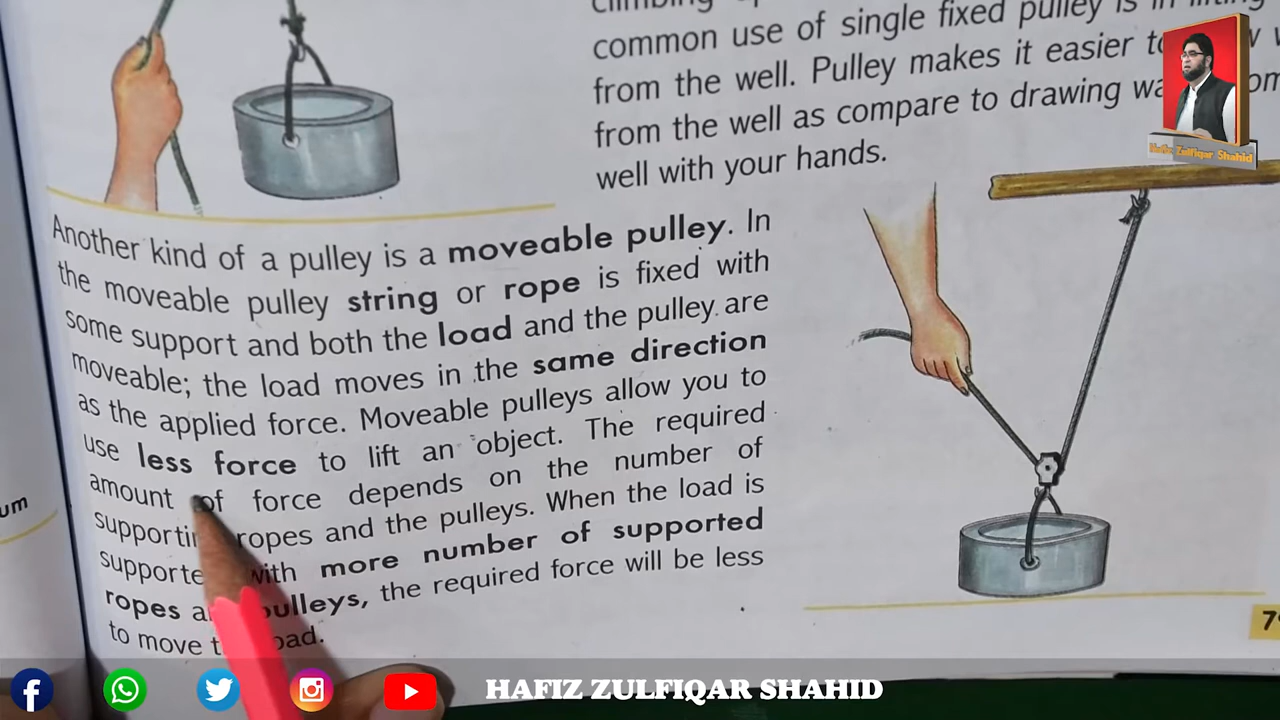 common use of single fixed pulley is in lifting
from the well. Pulley makes it easier to
from the well as compare to drawing
well with your hands.
Hafiz Zulfiqar Shahid
Another kind of a pulley is a moveable pulley. In
the moveable pulley string or rope is fixed with
some support and both the load and the pulley are
moveable; the load moves in the same direction
as the applied force. Moveable pulleys allow you to
use less force to lift an object. The required
amount of force depends on the number of
ropes and the pulleys. When the load is
with more number of supported
ropes pulleys, the required force will be less
to move
um
HAFIZ ZULFIQAR SHAHID